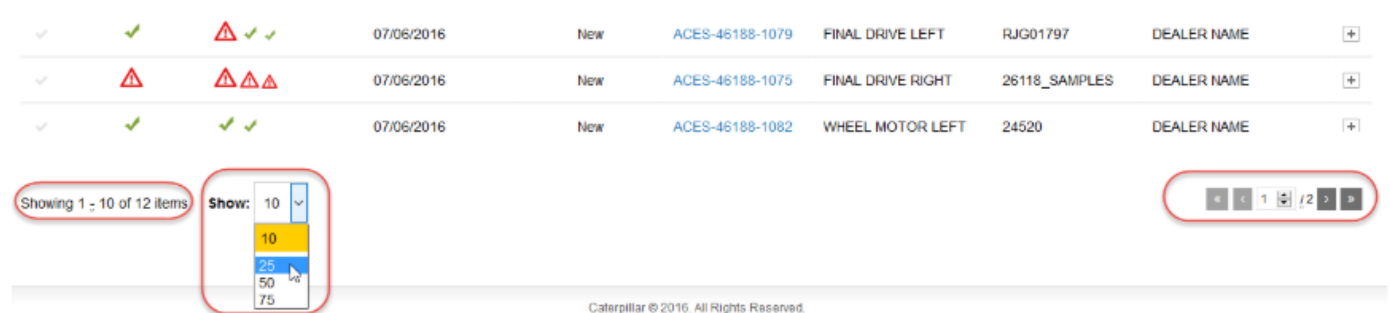 07/06/2016 New ACES-46188-1079 FINAL DRIVE LEFT RJG01797 DEALER NAME +
07/06/2016 New ACES-46188-1075 FINAL DRIVE RIGHT 26118_SAMPLES DEALER NAME +
07/06/2016 New ACES-46188-1082 WHEEL MOTOR LEFT 24520 DEALER NAME +
Showing 1 - 10 of 12 items Show: 10 « ‹ 1 / 2 › »
10
25
50
75
Caterpillar © 2016. All Rights Reserved.